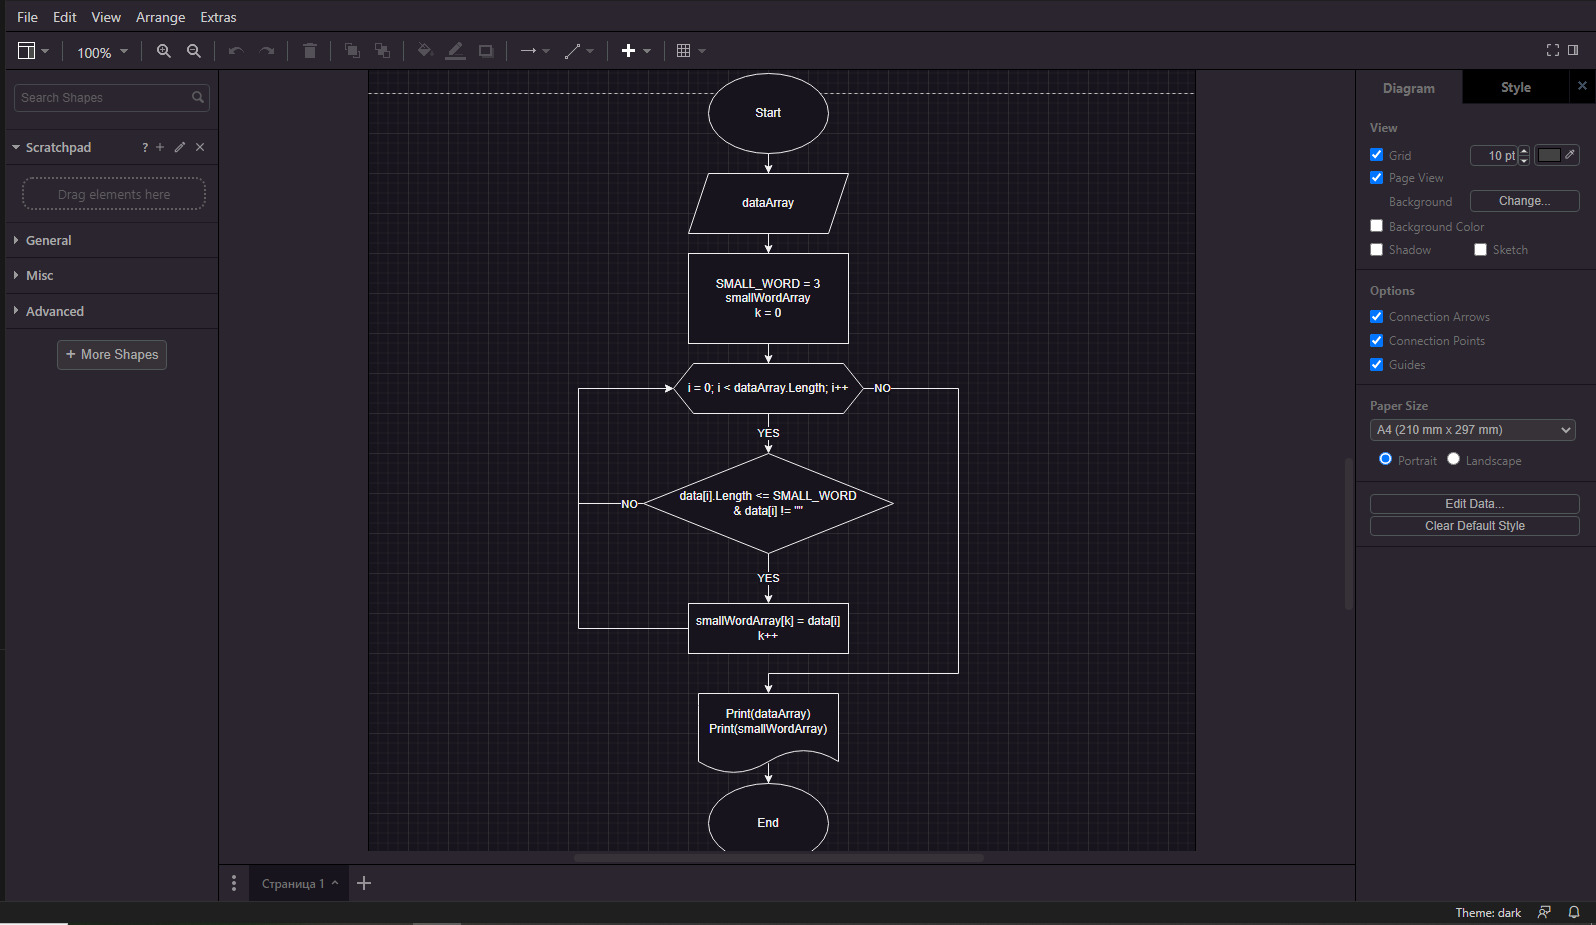 File Edit View Arrange Extras
100%
Search Shapes
Scratchpad
?
Drag elements here
General
Misc
Advanced
+ More Shapes
Start
dataArray
SMALL_WORD = 3
smallWordArray
k = 0
i = 0; i < dataArray.Length; i++
NO
YES
data[i].Length <= SMALL_WORD
& data[i] != ""
NO
YES
smallWordArray[k] = data[i]
k++
Print(dataArray)
Print(smallWordArray)
End
Diagram Style
View
Grid 10 pt
Page View
Background Change...
Background Color
Shadow Sketch
Options
Connection Arrows
Connection Points
Guides
Paper Size
A4 (210 mm x 297 mm)
Portrait Landscape
Edit Data...
Clear Default Style
Страница 1
Theme: dark